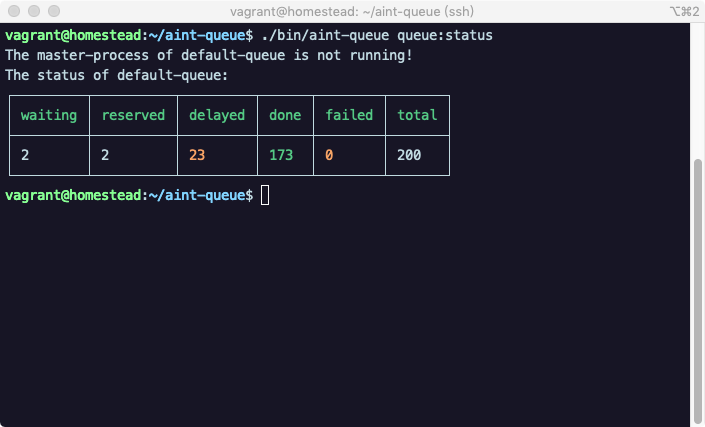 vagrant@homestead: ~/aint-queue (ssh)
⌥⌘2
vagrant@homestead:~/aint-queue$ ./bin/aint-queue queue:status
The master-process of default-queue is not running!
The status of default-queue:
waiting reserved delayed done failed total
2 2 23 173 0 200
vagrant@homestead:~/aint-queue$